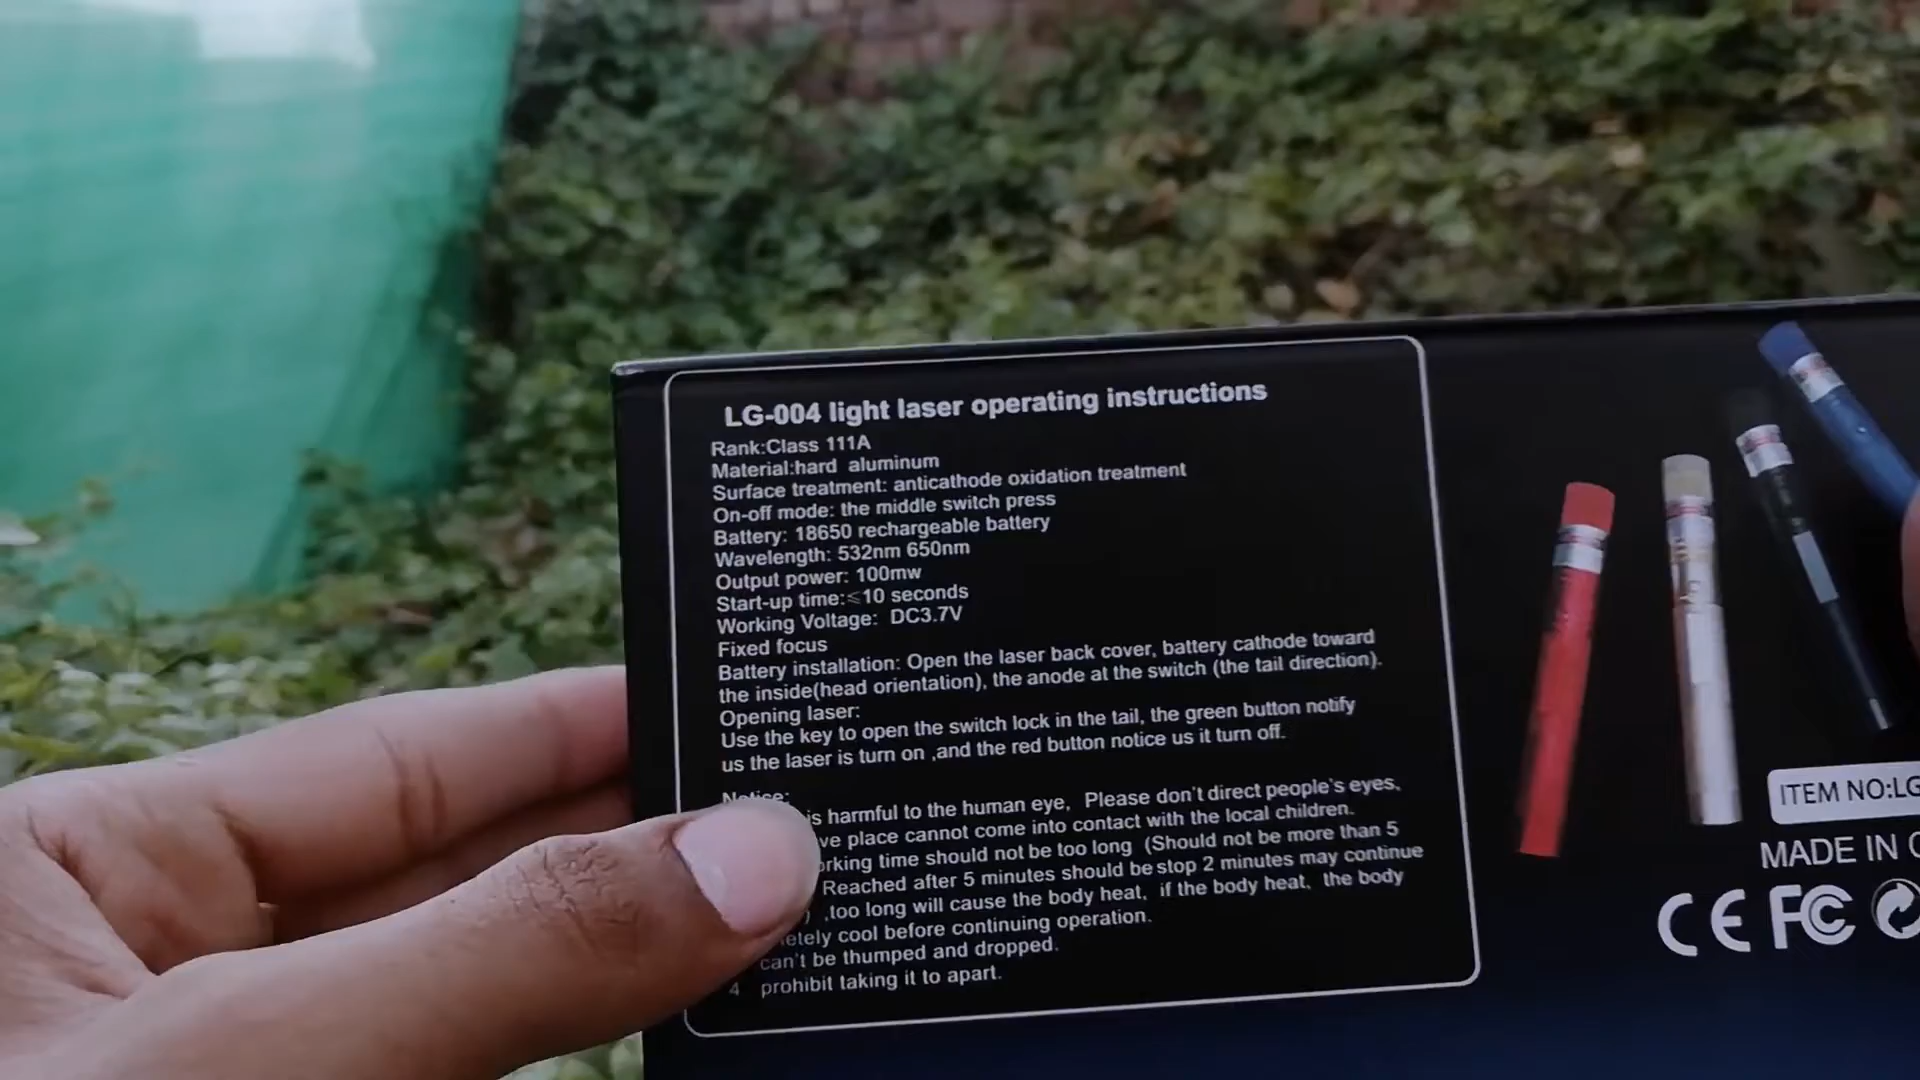 LG-004 light laser operating instructions
Rank:Class 111A
Material:hard aluminum
Surface treatment: anticathode oxidation treatment
On-off mode: the middle switch press
Battery: 18650 rechargeable battery
Wavelength: 532nm 650nm
Output power: 100mw
Start-up time:≤10 seconds
Working Voltage: DC3.7V
Fixed focus
Battery installation: Open the laser back cover, battery cathode toward
the inside(head orientation), the anode at the switch (the tail direction).
Opening laser:
Use the key to open the switch lock in the tail, the green button notify
us the laser is turn on ,and the red button notice us it turn off.
Notice:
is harmful to the human eye, Please don't direct people's eyes,
place cannot come into contact with the local children.
time should not be too long (Should not be more than 5
Reached after 5 minutes should be stop 2 minutes may continue
) ,too long will cause the body heat, if the body heat, the body
cool before continuing operation.
can't be thumped and dropped.
4 prohibit taking it to apart.
ITEM NO:LG
MADE IN C
CE FC